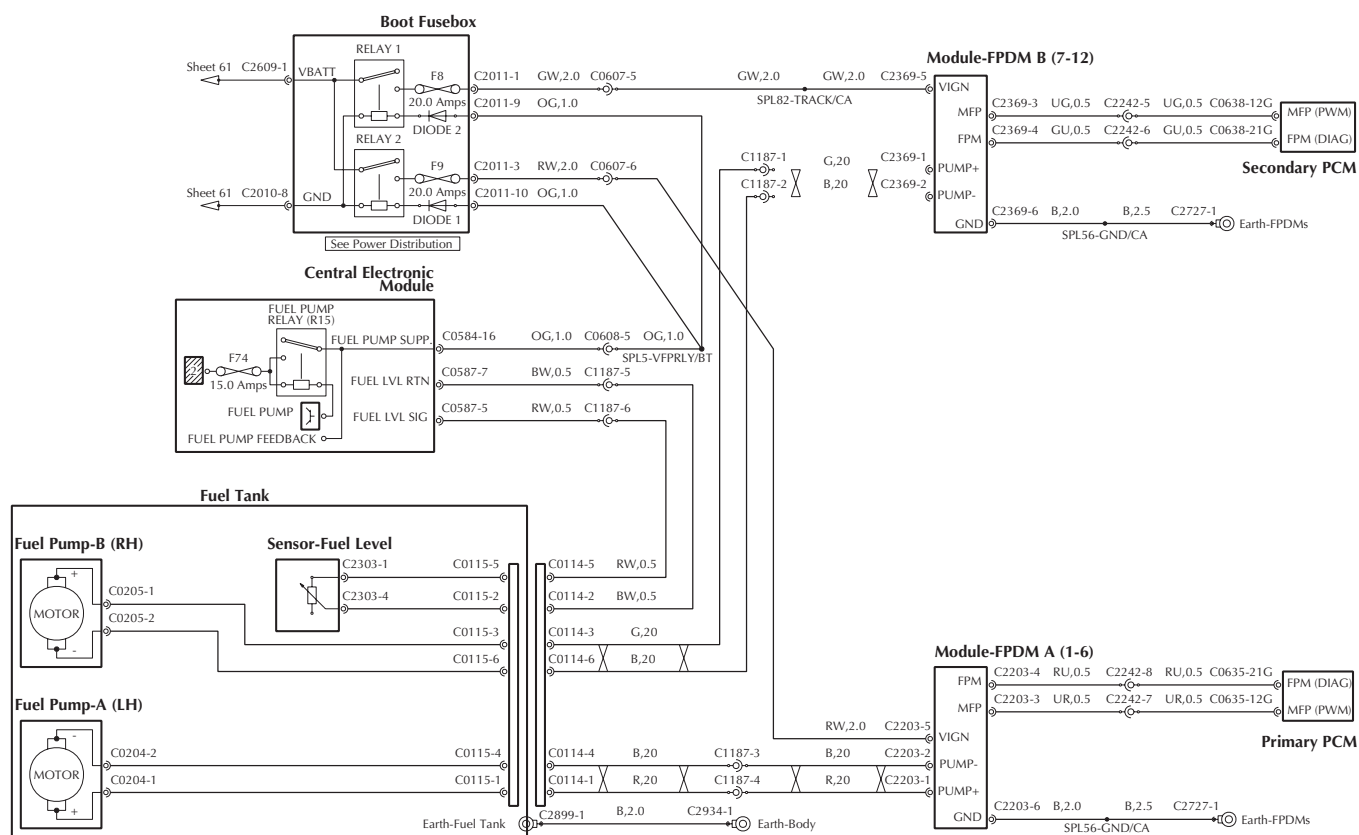 Boot Fusebox
RELAY 1
Sheet 61 C2609-1 VBATT
F8
20.0 Amps
DIODE 2
C2011-1 GW,2.0 C0607-5 GW,2.0 GW,2.0 C2369-5
SPL82-TRACK/CA
C2011-9 OG,1.0
RELAY 2
F9
20.0 Amps
DIODE 1
C2011-3 RW,2.0 C0607-6
C2011-10 OG,1.0
Sheet 61 C2010-8 GND
See Power Distribution
Module-FPDM B (7-12)
VIGN
MFP C2369-3 UG,0.5 C2242-5 UG,0.5 C0638-12G MFP (PWM)
FPM C2369-4 GU,0.5 C2242-6 GU,0.5 C0638-21G FPM (DIAG)
Secondary PCM
C1187-1 G,20 C2369-1 PUMP+
C1187-2 B,20 C2369-2 PUMP-
GND C2369-6 B,2.0 B,2.5 C2727-1 Earth-FPDMs
SPL56-GND/CA
Central Electronic
Module
FUEL PUMP
RELAY (R15)
FUEL PUMP SUPP. C0584-16 OG,1.0 C0608-5 OG,1.0
SPL5-VFPRLY/BT
2
F74
15.0 Amps
FUEL LVL RTN C0587-7 BW,0.5 C1187-5
FUEL PUMP
FUEL LVL SIG C0587-5 RW,0.5 C1187-6
FUEL PUMP FEEDBACK
Fuel Tank
Fuel Pump-B (RH)
+
MOTOR
-
C0205-1
C0205-2
Sensor-Fuel Level
C2303-1 C0115-5 C0114-5 RW,0.5
C2303-4 C0115-2 C0114-2 BW,0.5
C0115-3 C0114-3 G,20
C0115-6 C0114-6 B,20
Fuel Pump-A (LH)
-
MOTOR
+
C0204-2 C0115-4 C0114-4 B,20 C1187-3 B,20 C2203-2 PUMP-
C0204-1 C0115-1 C0114-1 R,20 C1187-4 R,20 C2203-1 PUMP+
Earth-Fuel Tank C2899-1 B,2.0 C2934-1 Earth-Body
Module-FPDM A (1-6)
FPM C2203-4 RU,0.5 C2242-8 RU,0.5 C0635-21G FPM (DIAG)
MFP C2203-3 UR,0.5 C2242-7 UR,0.5 C0635-12G MFP (PWM)
Primary PCM
RW,2.0 C2203-5 VIGN
GND C2203-6 B,2.0 B,2.5 C2727-1 Earth-FPDMs
SPL56-GND/CA